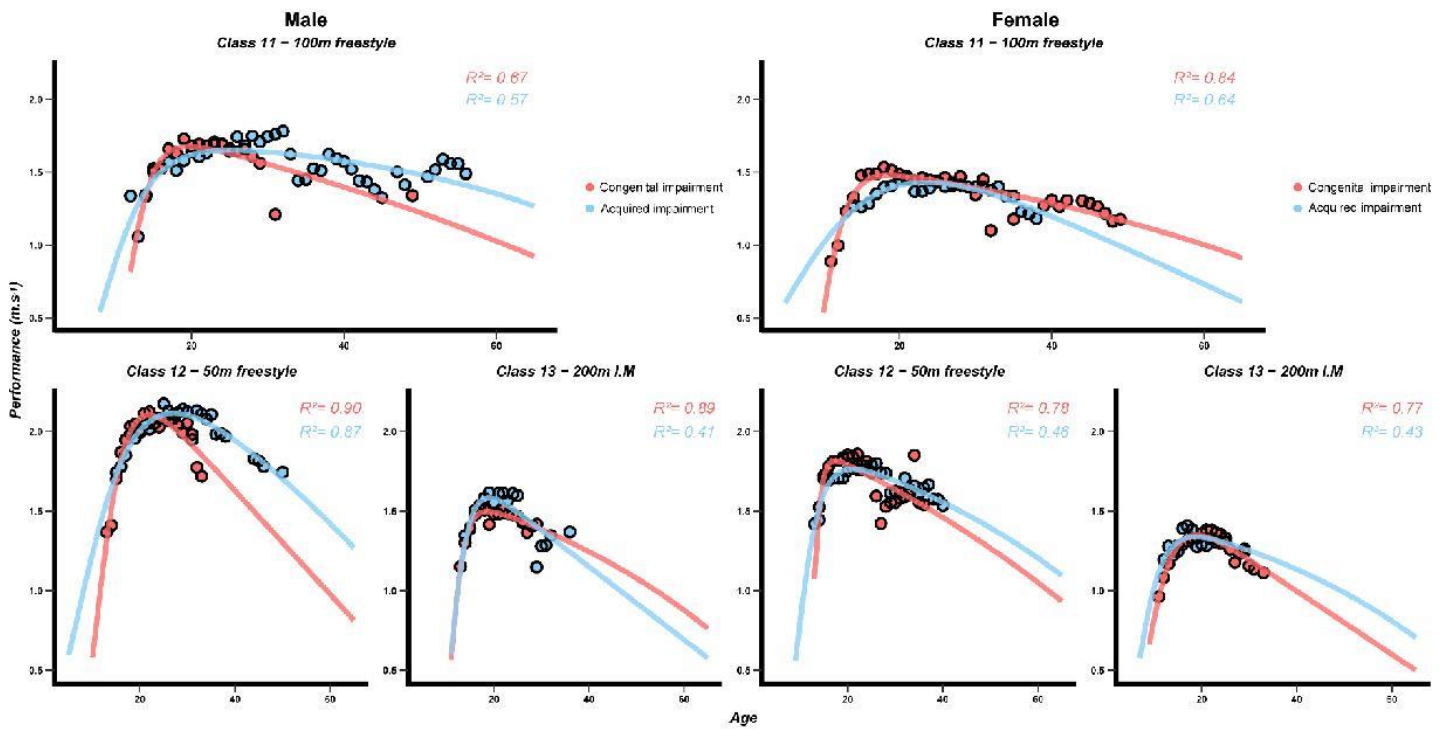 Male
Class 11 – 100m freestyle
R²= 0.67
R²= 0.57
Congenital impairment
Acquired impairment
2.0
1.5
1.0
0.5
20 40 60
Female
Class 11 – 100m freestyle
R²= 0.84
R²= 0.64
Congenital impairment
Acquired impairment
2.0
1.5
1.0
0.5
20 40 60
Performance (m.s⁻¹)
Class 12 – 50m freestyle
R²= 0.90
R²= 0.87
2.0
1.5
1.0
0.5
20 40 60
Class 13 – 200m I.M
R²= 0.89
R²= 0.41
2.0
1.5
1.0
0.5
20 40 60
Class 12 – 50m freestyle
R²= 0.78
R²= 0.46
2.0
1.5
1.0
0.5
20 40 60
Class 13 – 200m I.M
R²= 0.77
R²= 0.43
2.0
1.5
1.0
0.5
20 40 60
Age